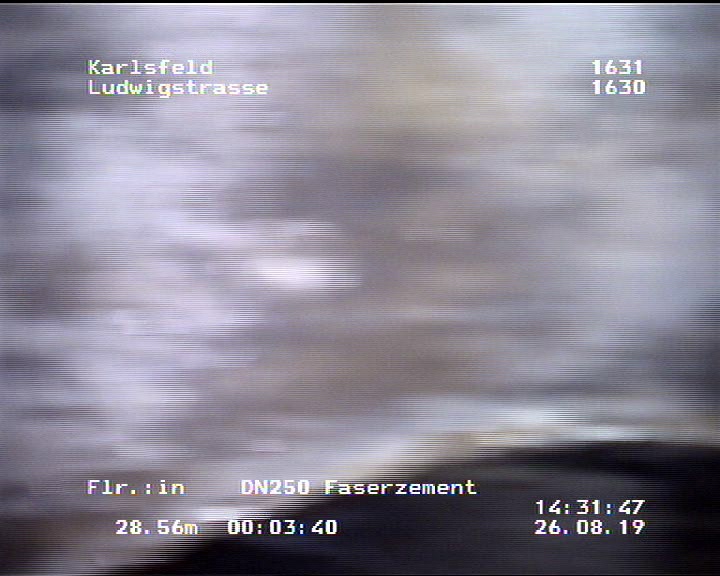 Karlsfeld 1631
Ludwigstrasse 1630
Flr.:in DN250 Faserzement
14:31:47
28.56m 00:03:40 26.08.19